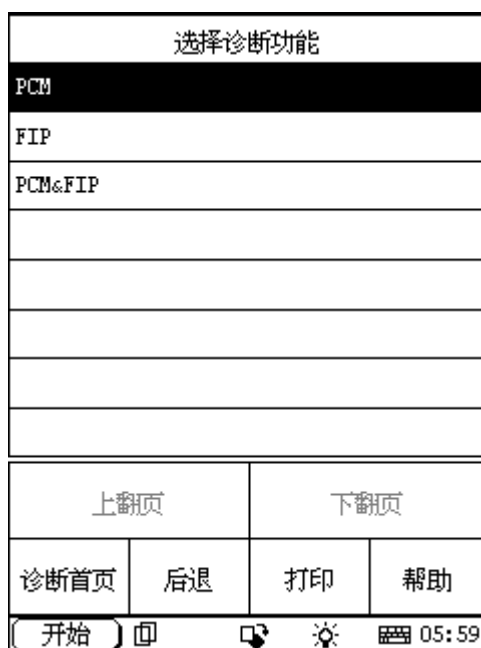 选择诊断功能
PCM
FIP
PCM&FIP
上翻页 下翻页
诊断首页 后退 打印 帮助
开始 05:59